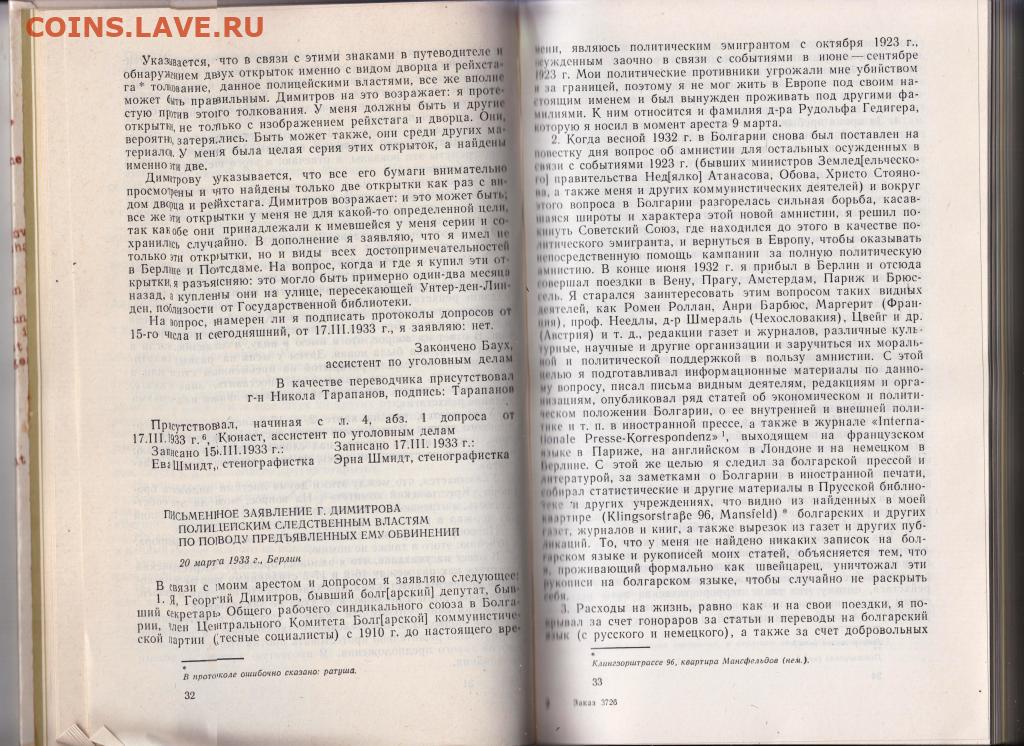 COINS.LAVE.RU
Указывается, что в связи с этими знаками в путеводителе и
обнаружением двух открыток именно с видом дворца и рейхста-
га * толкование, данное полицейскими властями, все же вполне
может быть правильным. Димитров на это возражает: я проте-
стую против этого толкования. У меня должны быть и другие
открытки, не только с изображением рейхстага и дворца. Они,
вероятно, затерялись. Быть может также, они среди других ма-
териалов. У меня была целая серия этих открыток, а найдены
именно эти две.
Димитрову указывается, что все его бумаги внимательно
просмотрены и что найдены только две открытки как раз с ви-
дом дворца и рейхстага. Димитров возражает: и это может быть;
все же эти открытки у меня не для какой-то определенной цели,
так как обе они принадлежали к имевшейся у меня серии и со-
хранились случайно. В дополнение я заявляю, что я имел не
только эти открытки, но и виды всех достопримечательностей
в Берлине и Потсдаме. На вопрос, когда и где я купил эти от-
крытки, я разъясняю: это могло быть примерно один-два месяца
назад, а куплены они на улице, пересекающей Унтер-ден-Лин-
ден, поблизости от Государственной библиотеки.
На вопрос, намерен ли я подписать протоколы допросов от
15-го числа и сегодняшний, от 17.III.1933 г., я заявляю: нет.
Закончено Баух,
ассистент по уголовным делам
В качестве переводчика присутствовал
г-н Никола Тарапанов, подпись: Тарапанов
Присутствовал, начиная с л. 4, абз. 1 допроса от
17.III.1933 г. 6, Кюнаст, ассистент по уголовным делам
Записано 15.III.1933 г.: Записано 17.III.1933 г.:
Ева Шмидт, стенографистка Эрна Шмидт, стенографистка
ПИСЬМЕННОЕ ЗАЯВЛЕНИЕ Г. ДИМИТРОВА
ПОЛИЦЕЙСКИМ СЛЕДСТВЕННЫМ ВЛАСТЯМ
ПО ПОВОДУ ПРЕДЪЯВЛЕННЫХ ЕМУ ОБВИНЕНИЙ
20 марта 1933 г., Берлин
В связи с моим арестом и допросом я заявляю следующее:
1. Я, Георгий Димитров, бывший болг[арский] депутат, быв-
ший секретарь Общего рабочего синдикального союза в Болга-
рии, член Центрального Комитета Болг[арской] коммунистиче-
ской партии (тесные социалисты) с 1910 г. до настоящего вре-
* В протоколе ошибочно сказано: ратуша.
32
мени, являюсь политическим эмигрантом с октября 1923 г.,
осужденным заочно в связи с событиями в июне — сентябре
1923 г. Мои политические противники угрожали мне убийством
и за границей, поэтому я не мог жить в Европе под своим на-
стоящим именем и был вынужден проживать под другими фа-
милиями. К ним относится и фамилия д-ра Рудольфа Гедигера,
которую я носил в момент ареста 9 марта.
2. Когда весной 1932 г. в Болгарии снова был поставлен на
повестку дня вопрос об амнистии для остальных осужденных в
связи с событиями 1923 г. (бывших министров Землед[ельческо-
го] правительства Нед[ялко] Атанасова, Обова, Христо Стояно-
ва, а также меня и других коммунистических деятелей) и вокруг
этого вопроса в Болгарии разгорелась сильная борьба, касав-
шаяся широты и характера этой новой амнистии, я решил по-
кинуть Советский Союз, где находился до этого в качестве по-
литического эмигранта, и вернуться в Европу, чтобы оказывать
непосредственную помощь кампании за полную политическую
амнистию. В конце июня 1932 г. я прибыл в Берлин и отсюда
совершал поездки в Вену, Прагу, Амстердам, Париж и Брюс-
сель. Я старался заинтересовать этим вопросом таких видных
деятелей, как Ромен Роллан, Анри Барбюс, Маргерит (Фран-
ция), проф. Неедлы, д-р Шмераль (Чехословакия), Цвейг и др.
(Австрия) и т. д., редакции газет и журналов, различные куль-
турные, научные и другие организации и заручиться их мораль-
ной и политической поддержкой в пользу амнистии. С этой
целью я подготавливал информационные материалы по данно-
му вопросу, писал письма видным деятелям, редакциям и орга-
низациям, опубликовал ряд статей об экономическом и полити-
ческом положении Болгарии, о ее внутренней и внешней поли-
тике и т. п. в иностранной прессе, а также в журнале «Interna-
tionale Presse-Korrespondenz» 1, выходящем на французском
языке в Париже, на английском в Лондоне и на немецком в
Берлине. С этой же целью я следил за болгарской прессой и
литературой, за заметками о Болгарии в иностранной печати,
собирал статистические и другие материалы в Прусской библио-
теке и других учреждениях, что видно из найденных в моей
квартире (Klingsorstraße 96, Mansfeld) * болгарских и других
газет, журналов и книг, а также вырезок из газет и других пуб-
ликаций. То, что у меня не найдено никаких записок на бол-
гарском языке и рукописей моих статей, объясняется тем, что
я, проживающий формально как швейцарец, уничтожал эти
рукописи на болгарском языке, чтобы случайно не раскрыть
себя.
3. Расходы на жизнь, равно как и на свои поездки, я по-
крывал за счет гонораров за статьи и переводы на болгарский
язык (с русского и немецкого), а также за счет добровольных
* Клингзорштрассе 96, квартира Мансфельдов (нем.).
33
Заказ 3726